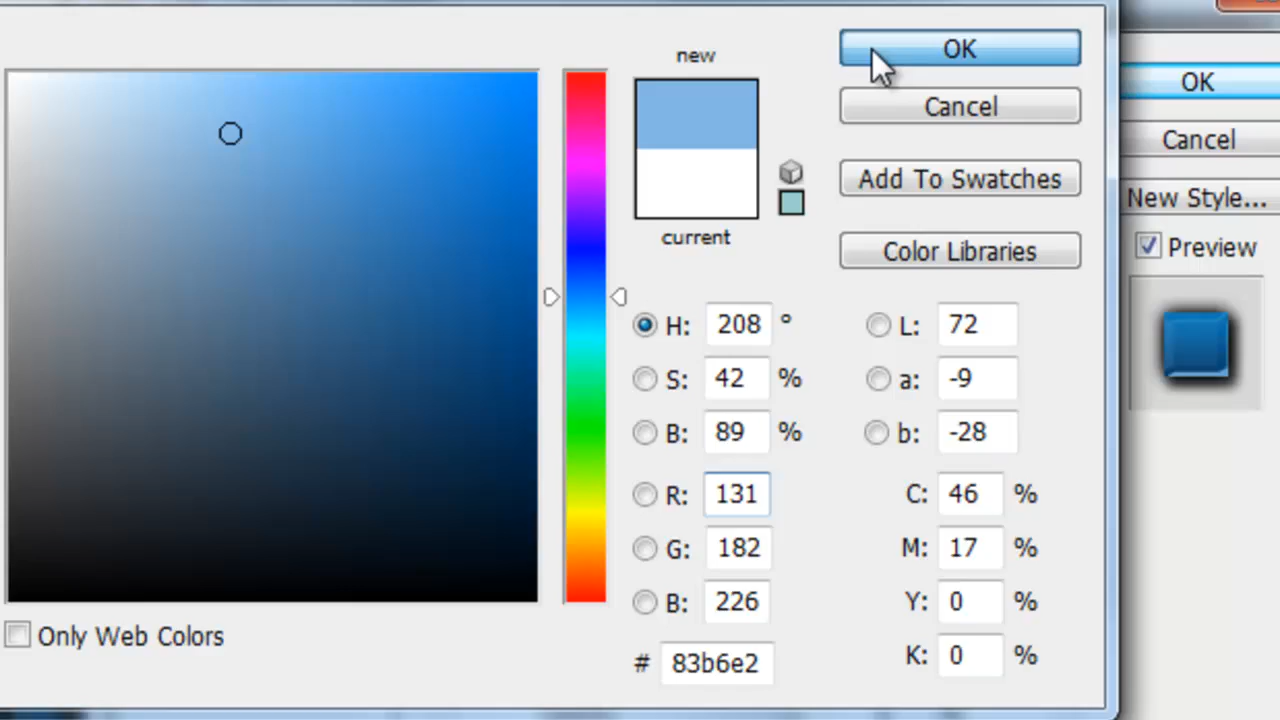 new
current
OK
Cancel
Add To Swatches
Color Libraries
H: 208 °
S: 42 %
B: 89 %
R: 131
G: 182
B: 226
# 83b6e2
L: 72
a: -9
b: -28
C: 46 %
M: 17 %
Y: 0 %
K: 0 %
Only Web Colors
OK
Cancel
New Style...
Preview